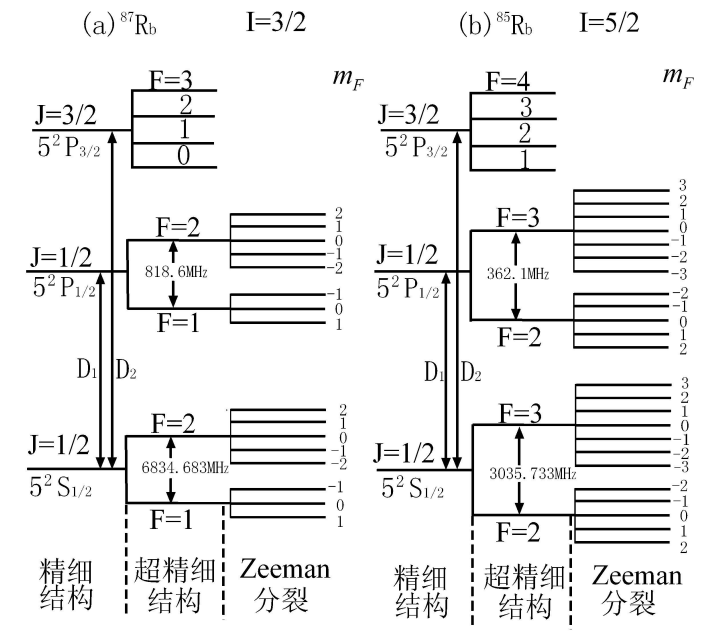 (a) ⁸⁷Rb I=3/2
mF
F=3
J=3/2
2
5²P3/2
1
0
F=2
2
1
0
-1
-2
J=1/2
5²P1/2
818.6MHz
F=1
-1
0
1
D1 D2
F=2
2
1
0
-1
-2
J=1/2
5²S1/2
6834.683MHz
F=1
-1
0
1
精细
结构
超精细
结构
Zeeman
分裂
(b) ⁸⁵Rb I=5/2
mF
F=4
J=3/2
3
5²P3/2
2
1
F=3
3
2
1
0
-1
-2
-3
J=1/2
5²P1/2
362.1MHz
F=2
-2
-1
0
1
2
D1 D2
F=3
3
2
1
0
-1
-2
-3
J=1/2
5²S1/2
3035.733MHz
F=2
-2
-1
0
1
2
精细
结构
超精细
结构
Zeeman
分裂